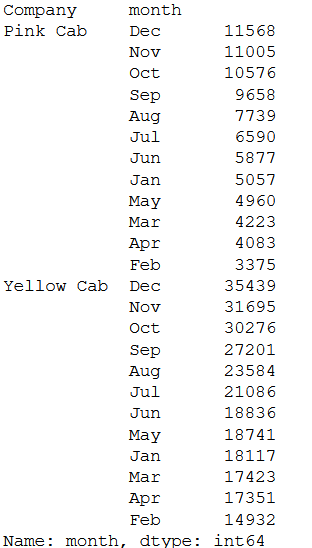 Company     month
Pink Cab    Dec      11568
            Nov      11005
            Oct      10576
            Sep       9658
            Aug       7739
            Jul       6590
            Jun       5877
            Jan       5057
            May       4960
            Mar       4223
            Apr       4083
            Feb       3375
Yellow Cab  Dec      35439
            Nov      31695
            Oct      30276
            Sep      27201
            Aug      23584
            Jul      21086
            Jun      18836
            May      18741
            Jan      18117
            Mar      17423
            Apr      17351
            Feb      14932
Name: month, dtype: int64